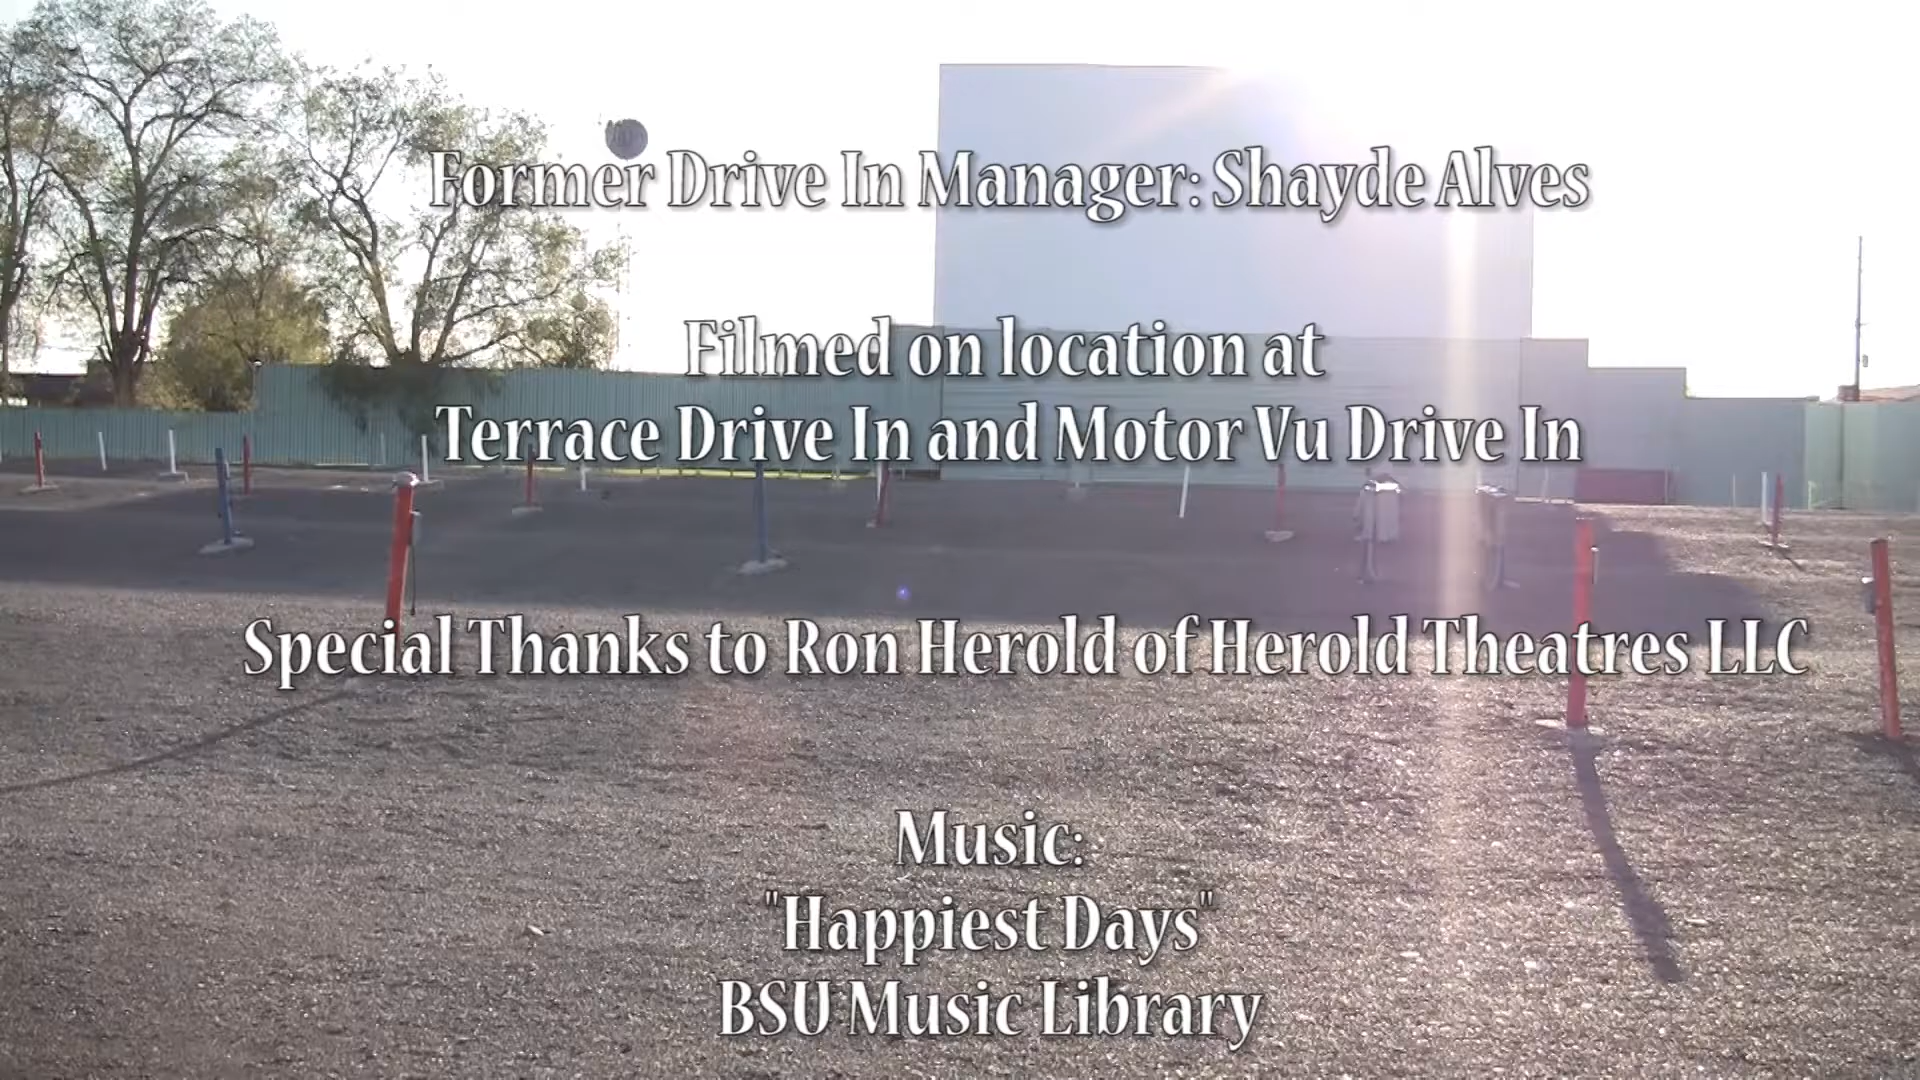 Former Drive In Manager: Shayde Alves
Filmed on location at
Terrace Drive In and Motor Vu Drive In
Special Thanks to Ron Herold of Herold Theatres LLC
Music:
"Happiest Days"
BSU Music Library